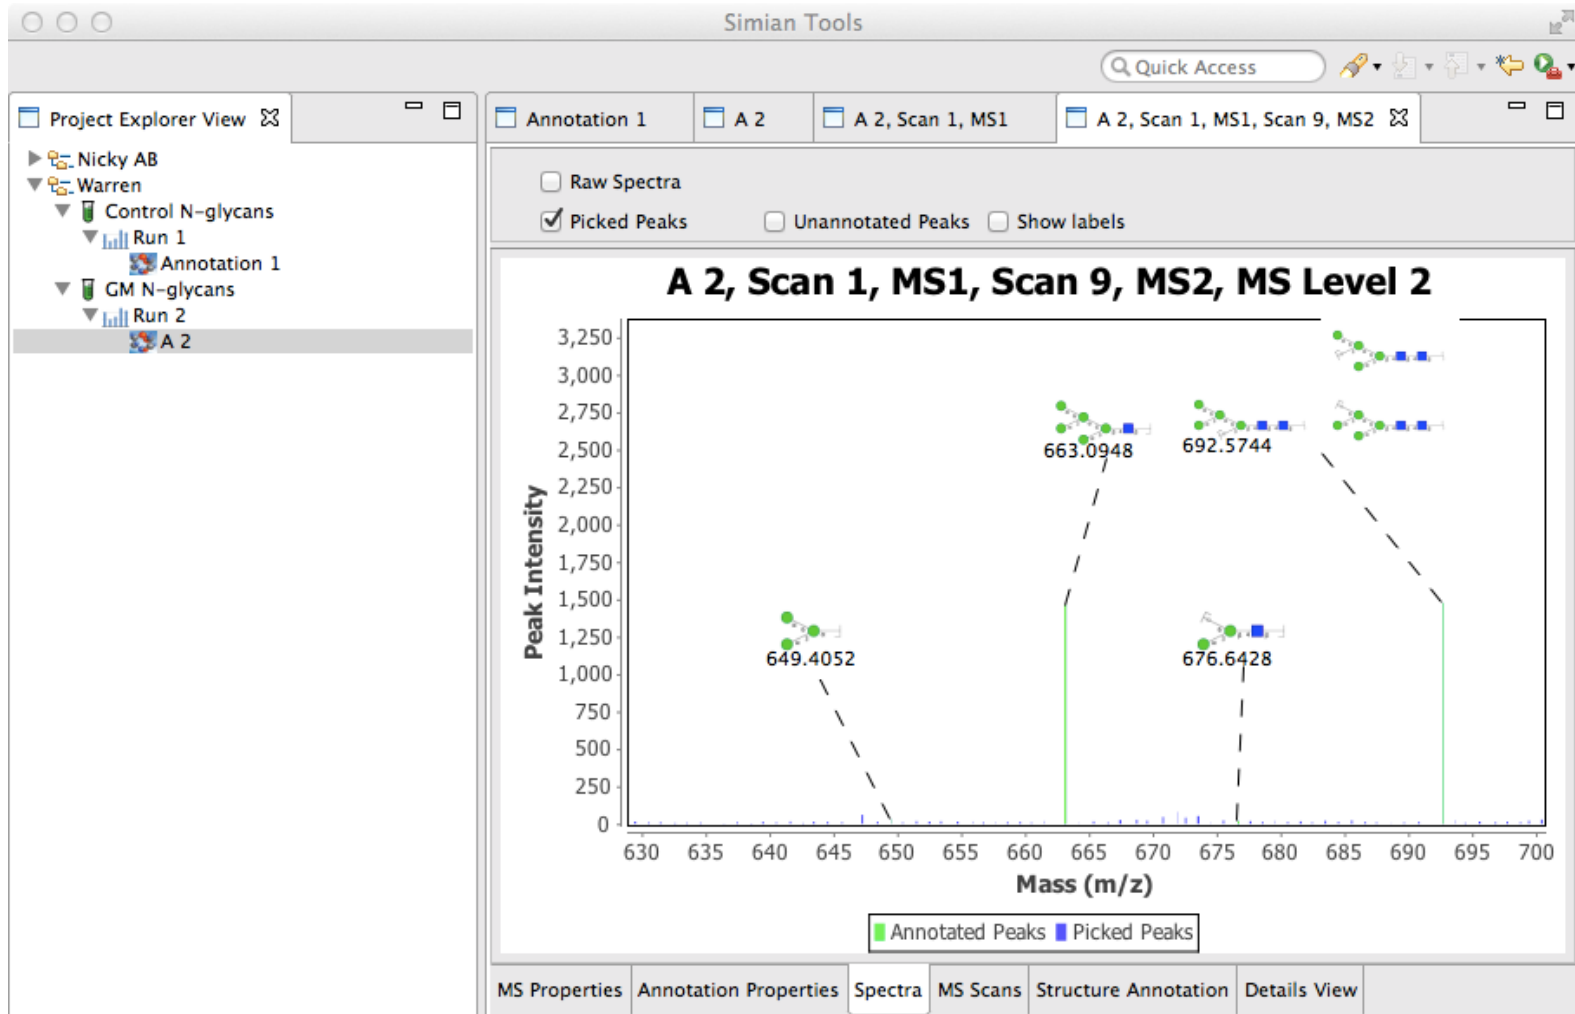 Simian Tools
Quick Access
Project Explorer View
Annotation 1
A 2
A 2, Scan 1, MS1
A 2, Scan 1, MS1, Scan 9, MS2
Nicky AB
Warren
Control N-glycans
Run 1
Annotation 1
GM N-glycans
Run 2
A 2
Raw Spectra
Picked Peaks
Unannotated Peaks
Show labels
A 2, Scan 1, MS1, Scan 9, MS2, MS Level 2
Peak Intensity
3,250
3,000
2,750
2,500
2,250
2,000
1,750
1,500
1,250
1,000
750
500
250
0
663.0948
692.5744
649.4052
676.6428
630 635 640 645 650 655 660 665 670 675 680 685 690 695 700
Mass (m/z)
Annotated Peaks Picked Peaks
MS Properties
Annotation Properties
Spectra
MS Scans
Structure Annotation
Details View